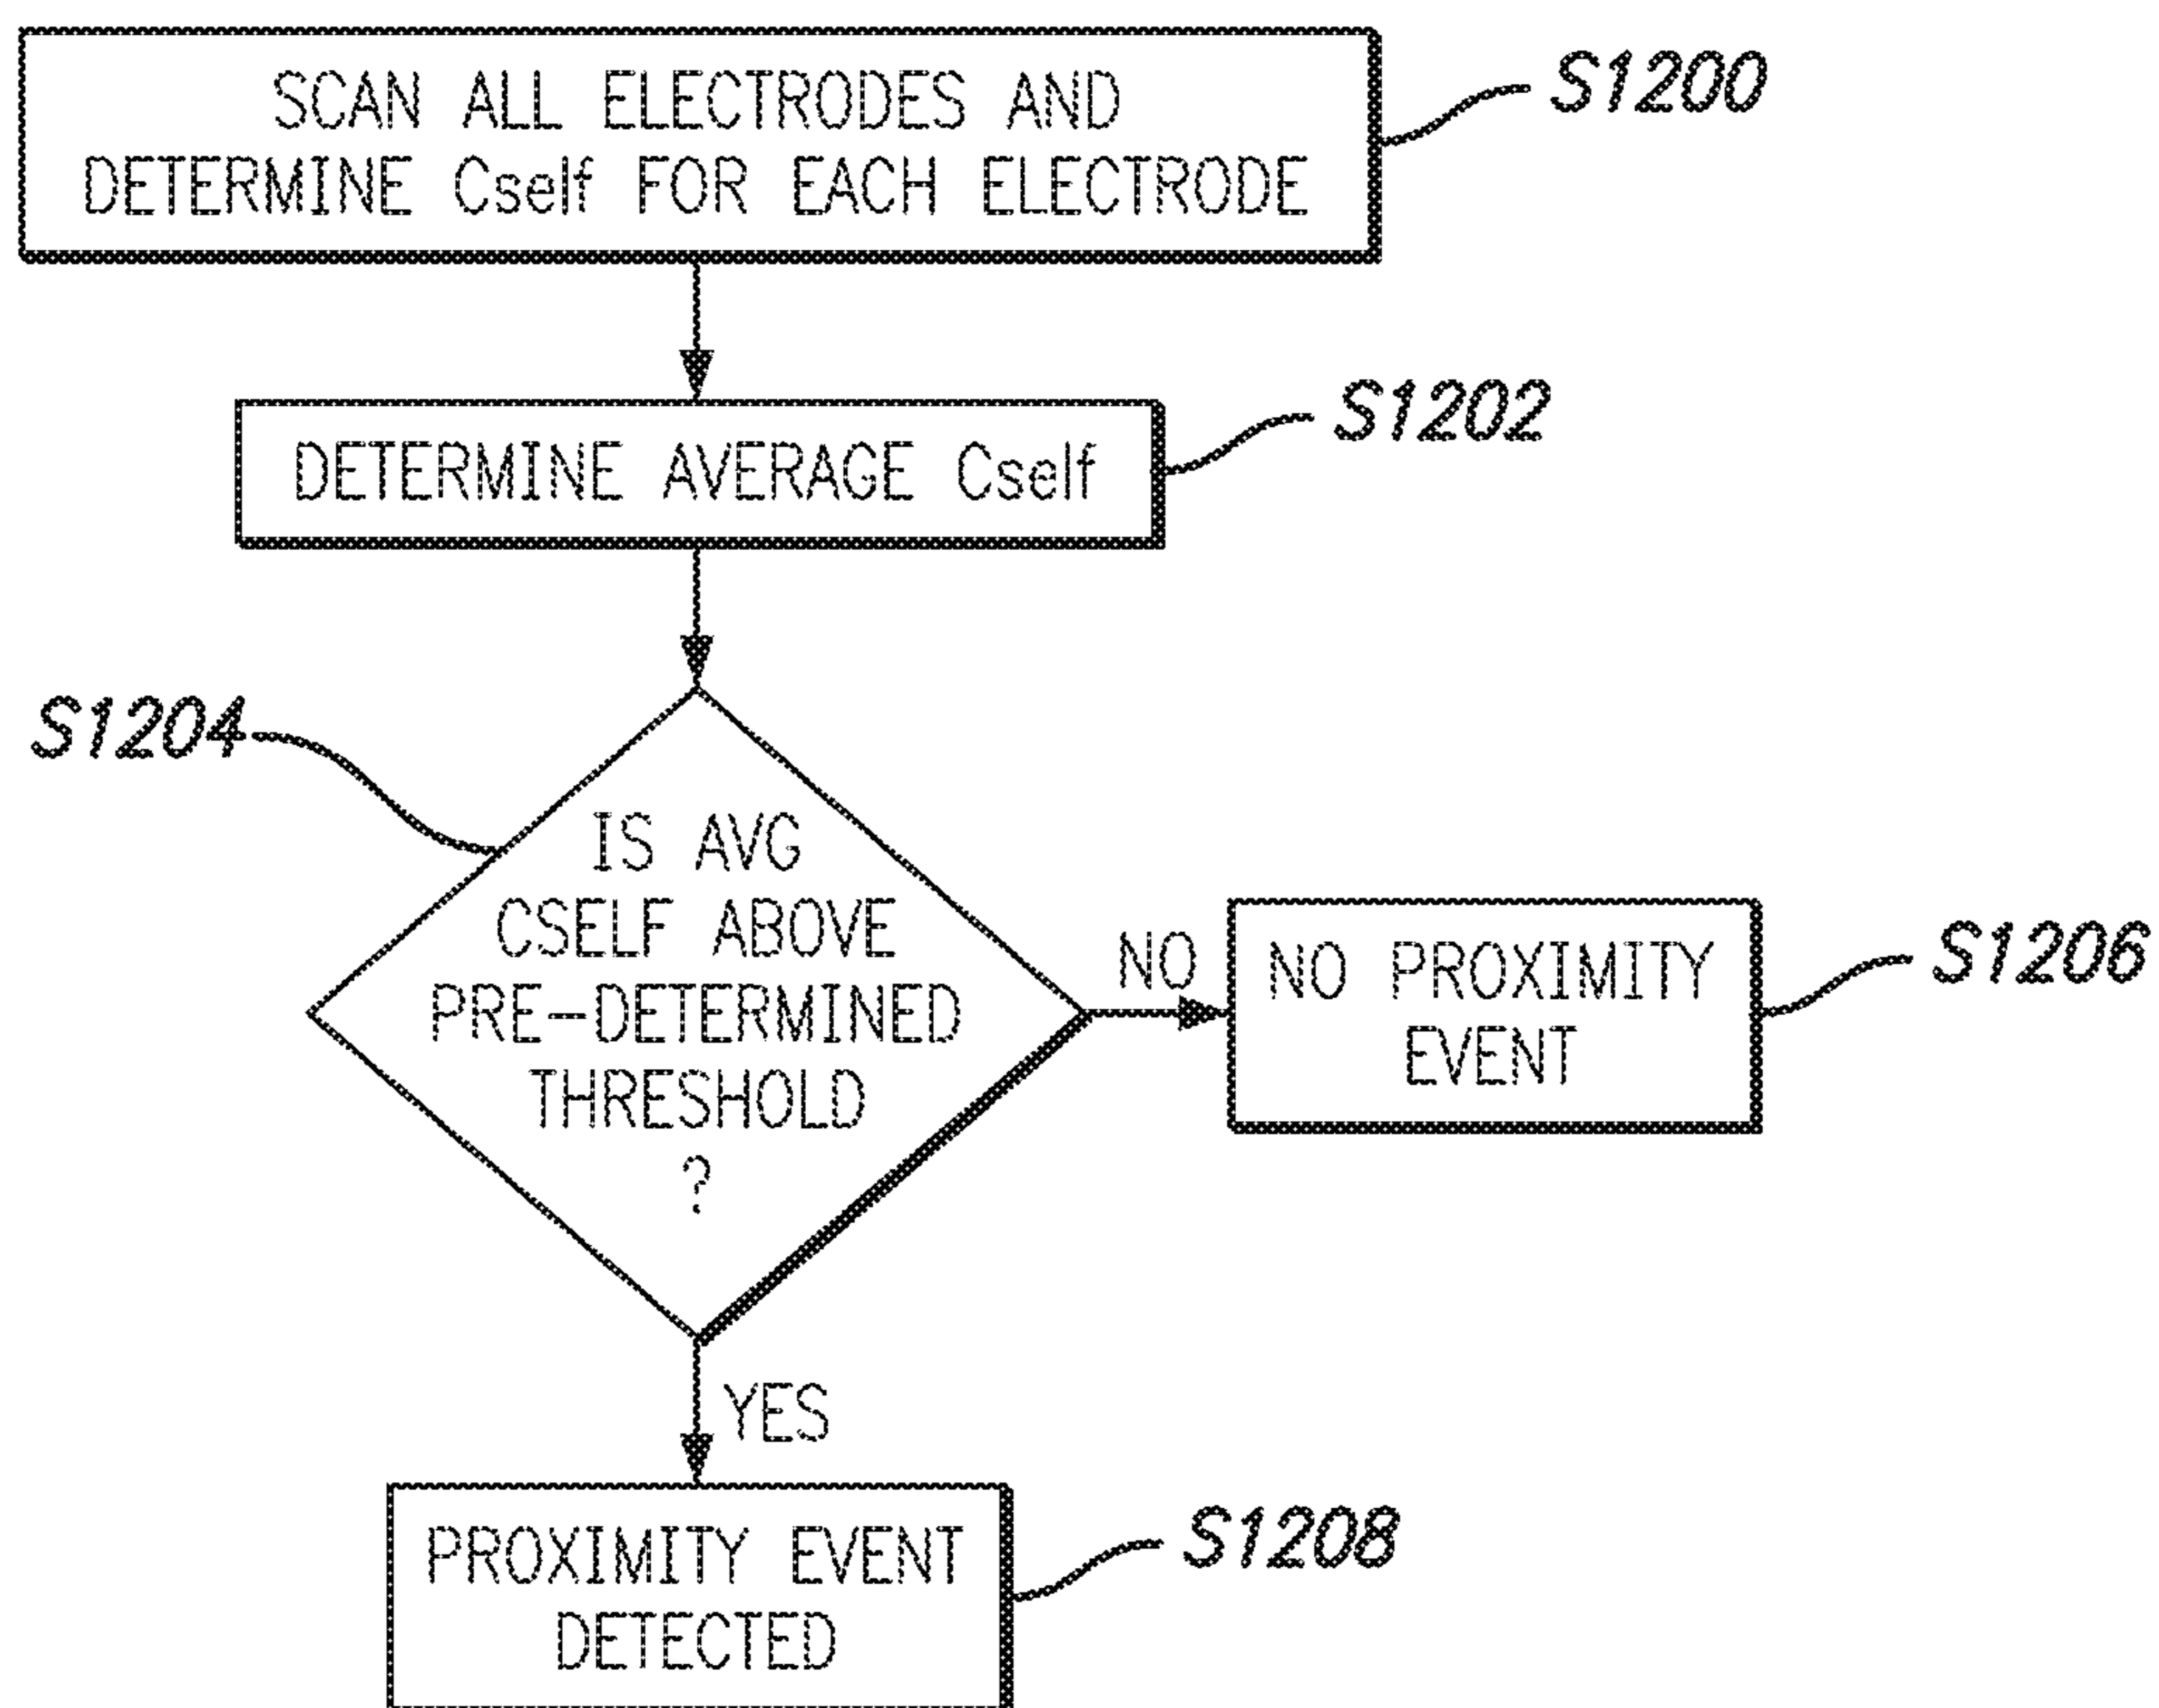 SCAN ALL ELECTRODES AND
DETERMINE Cself FOR EACH ELECTRODE
S1200
DETERMINE AVERAGE Cself
S1202
S1204
IS AVG
CSELF ABOVE
PRE-DETERMINED
THRESHOLD
?
NO
NO PROXIMITY
EVENT
S1206
YES
PROXIMITY EVENT
DETECTED
S1208